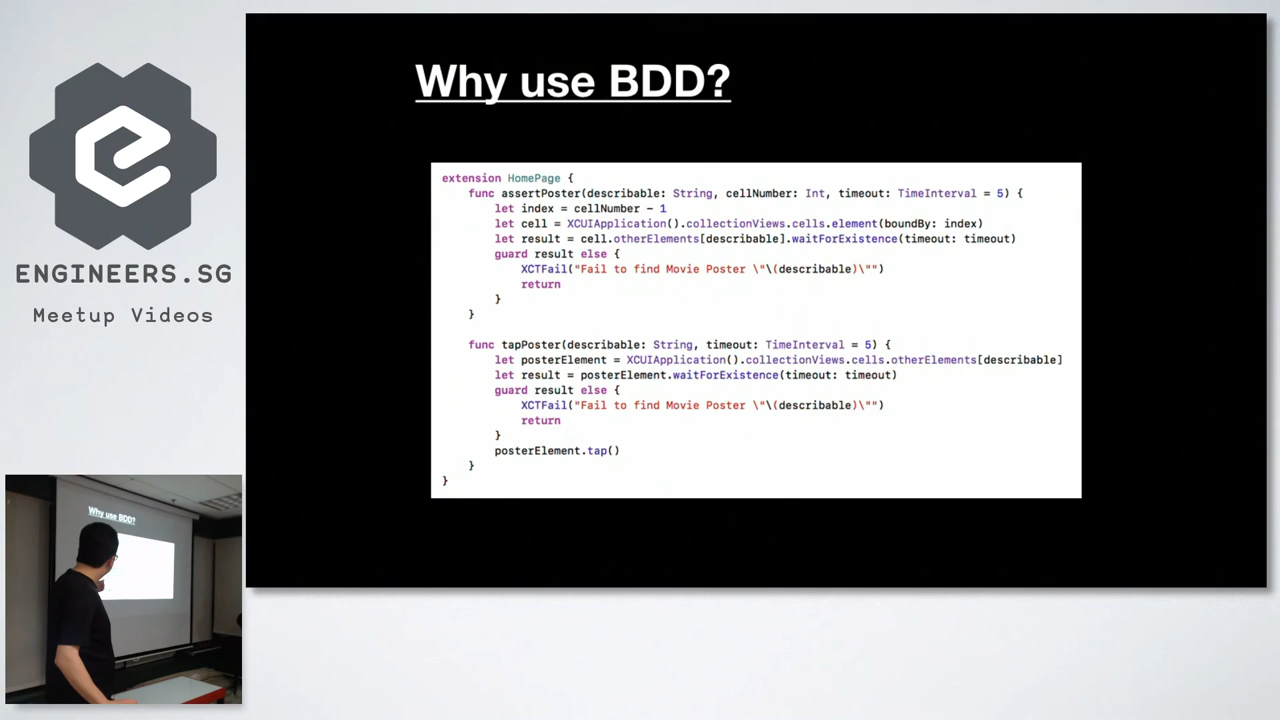 ENGINEERS.SG
Meetup Videos
Why use BDD?
extension HomePage {
    func assertPoster(describable: String, cellNumber: Int, timeout: TimeInterval = 5) {
        let index = cellNumber - 1
        let cell = XCUIApplication().collectionViews.cells.element(boundBy: index)
        let result = cell.otherElements[describable].waitForExistence(timeout: timeout)
        guard result else {
            XCTFail("Fail to find Movie Poster \"\(describable)\"")
            return
        }
    }
    func tapPoster(describable: String, timeout: TimeInterval = 5) {
        let posterElement = XCUIApplication().collectionViews.cells.otherElements[describable]
        let result = posterElement.waitForExistence(timeout: timeout)
        guard result else {
            XCTFail("Fail to find Movie Poster \"\(describable)\"")
            return
        }
        posterElement.tap()
    }
}
Why use BDD?